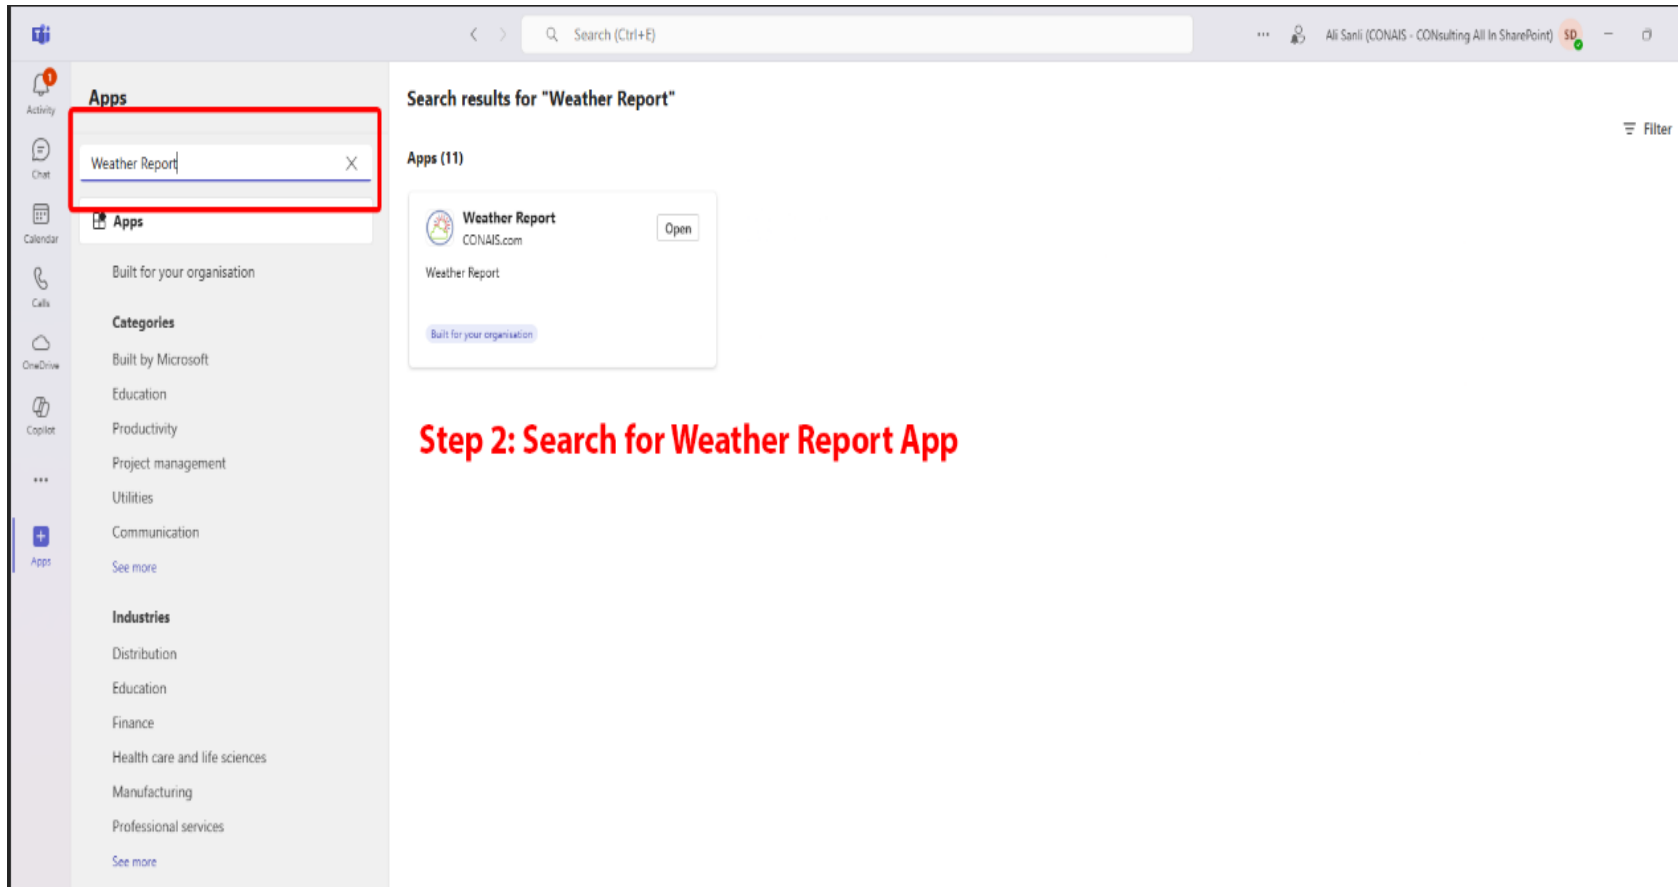 Search (Ctrl+E)
Ali Sanli (CONAIS - CONsulting All In SharePoint)
SD
1
Activity
Chat
Calendar
Calls
OneDrive
Copilot
Apps
Apps
Weather Report
Apps
Built for your organisation
Categories
Built by Microsoft
Education
Productivity
Project management
Utilities
Communication
See more
Industries
Distribution
Education
Finance
Health care and life sciences
Manufacturing
Professional services
See more
Search results for "Weather Report"
Filter
Apps (11)
Weather Report
CONAIS.com
Open
Weather Report
Built for your organisation
Step 2: Search for Weather Report App